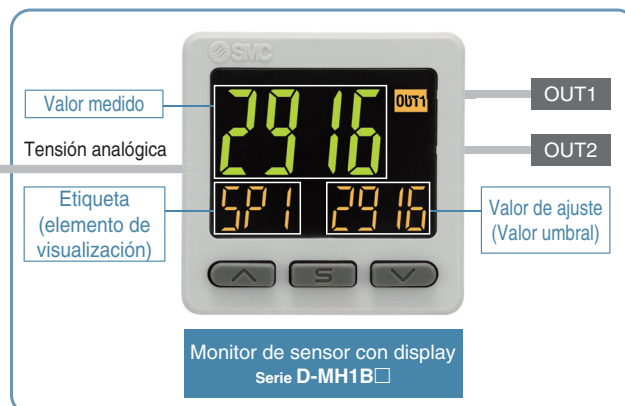 SMC
Valor medido
2916
OUT1
OUT1
Tensión analógica
OUT2
Etiqueta
(elemento de
visualización)
SP1
2916
Valor de ajuste
(Valor umbral)
S
Monitor de sensor con display
Serie D-MH1B□